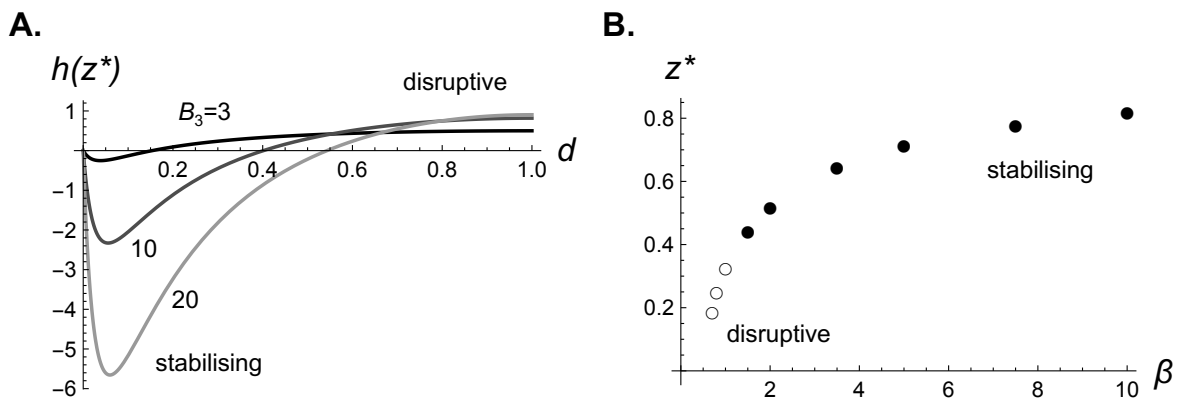 A.
h(z*)
disruptive
B₃=3
1
0.2 0.4 0.6 0.8 1.0 d
−1
−2
10
−3
20
−4
−5
stabilising
−6
B.
z*
0.8
stabilising
0.6
0.4
0.2
disruptive
2 4 6 8 10 β